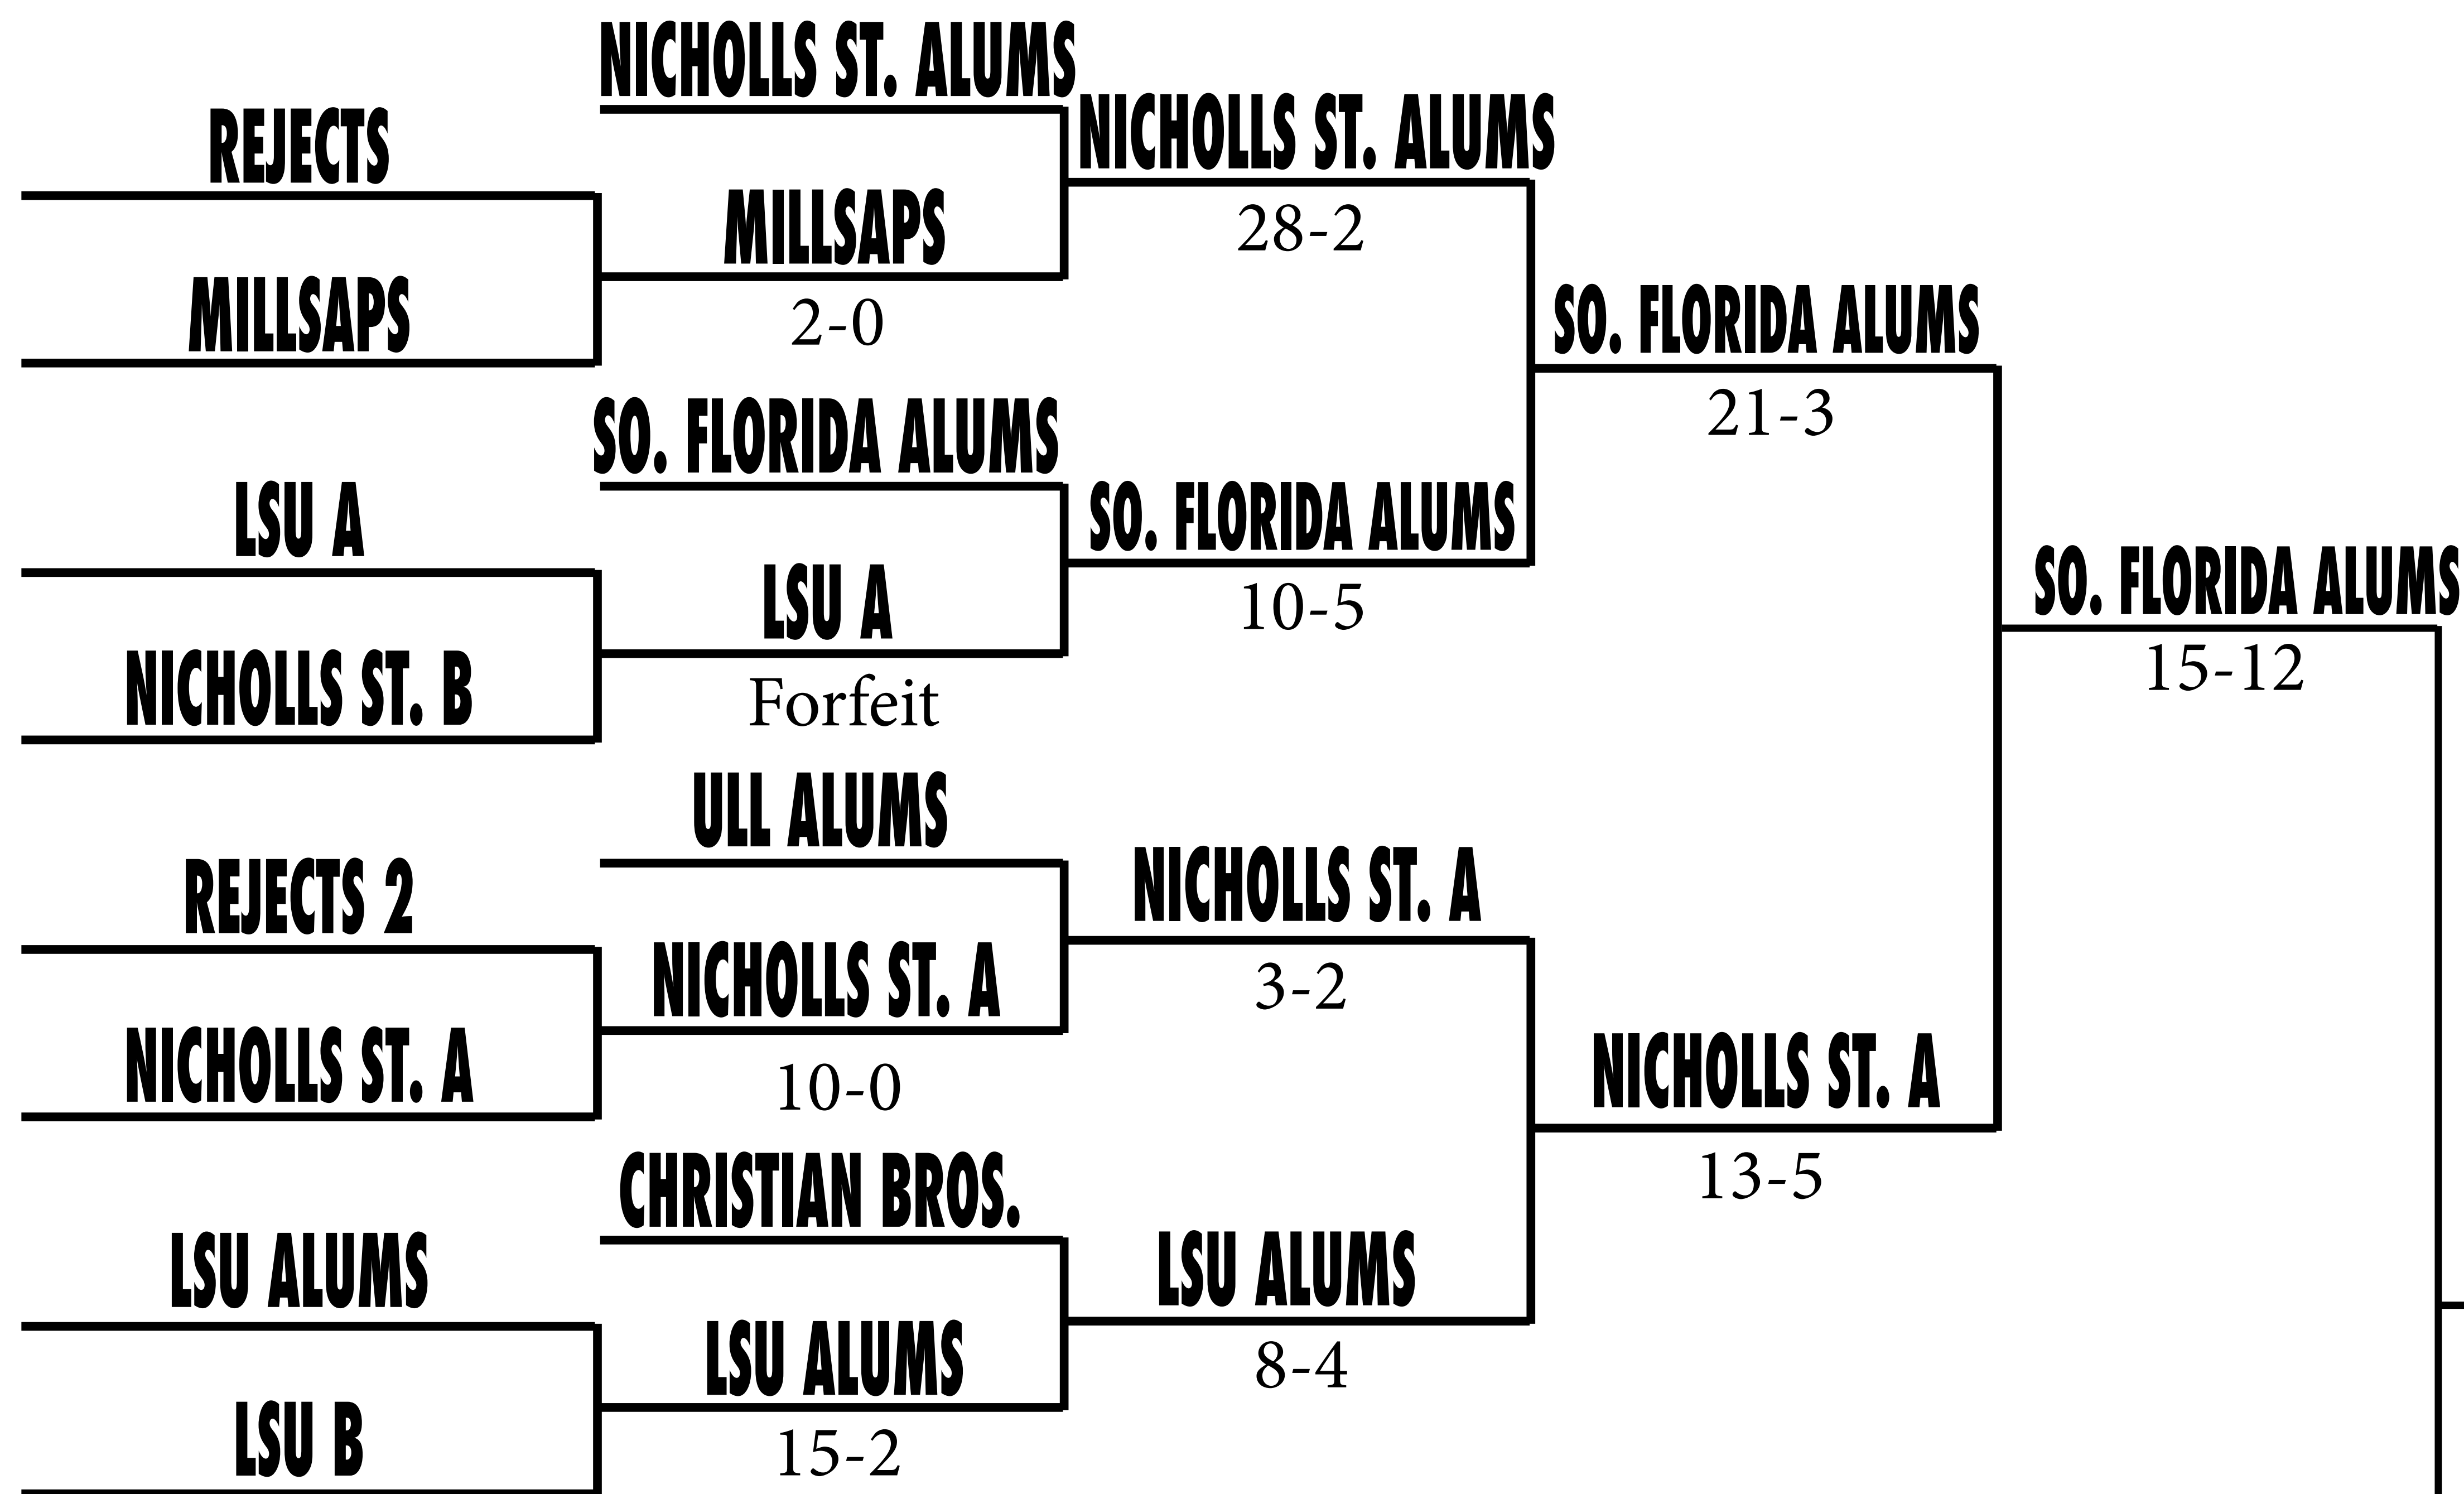 REJECTS
MILLSAPS
LSU A
NICHOLLS ST. B
REJECTS 2
NICHOLLS ST. A
LSU ALUMS
LSU B
NICHOLLS ST. ALUMS
MILLSAPS
2-0
SO. FLORIDA ALUMS
LSU A
Forfeit
ULL ALUMS
NICHOLLS ST. A
10-0
CHRISTIAN BROS.
LSU ALUMS
15-2
NICHOLLS ST. ALUMS
28-2
SO. FLORIDA ALUMS
10-5
NICHOLLS ST. A
3-2
LSU ALUMS
8-4
SO. FLORIDA ALUMS
21-3
NICHOLLS ST. A
13-5
SO. FLORIDA ALUMS
15-12